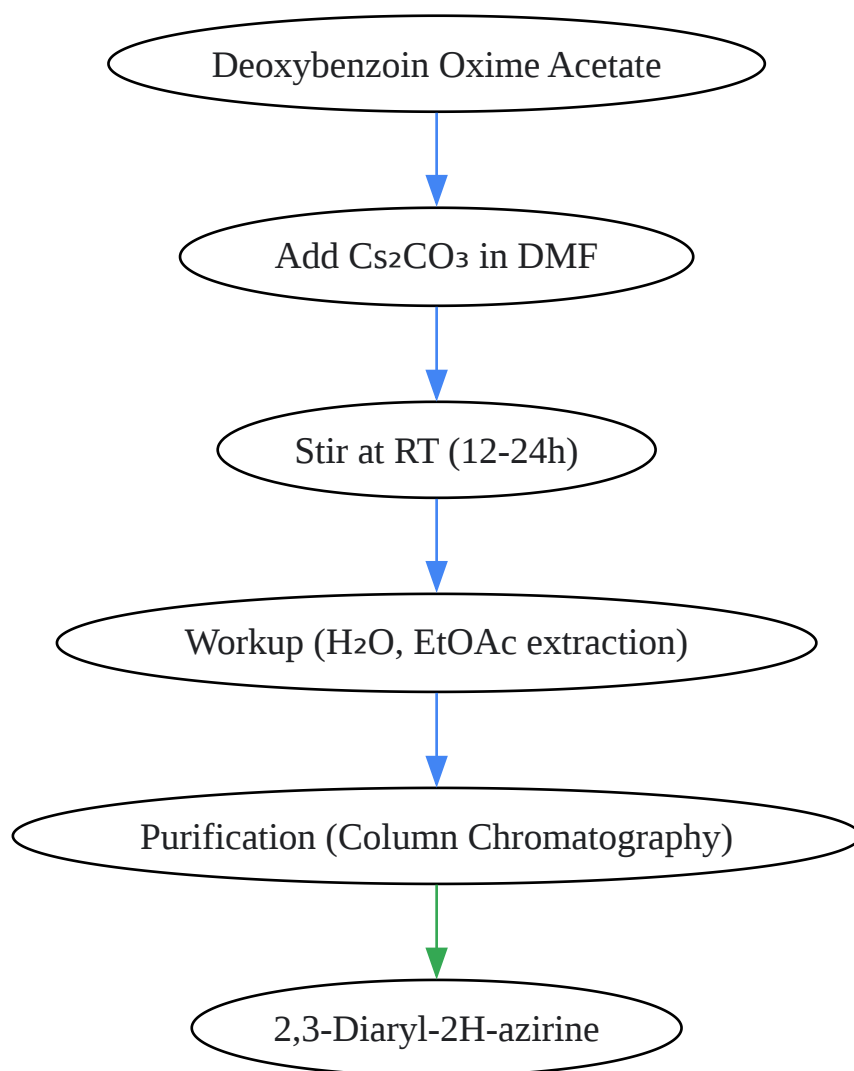 Deoxybenzoin Oxime Acetate
Add Cs₂CO₃ in DMF
Stir at RT (12-24h)
Workup (H₂O, EtOAc extraction)
Purification (Column Chromatography)
2,3-Diaryl-2H-azirine